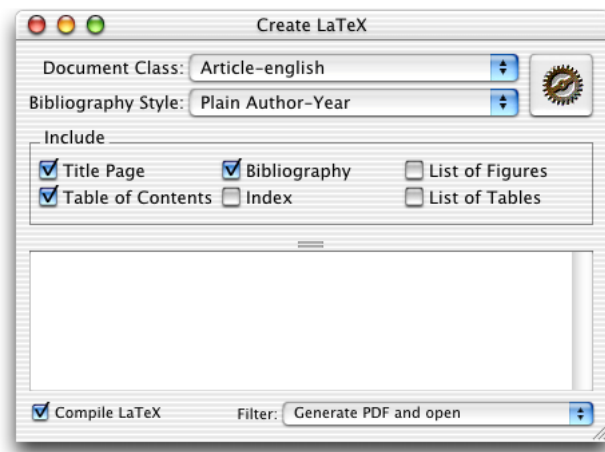 Create LaTeX
Document Class: Article-english
Bibliography Style: Plain Author-Year
Include
Title Page Bibliography List of Figures
Table of Contents Index List of Tables
Compile LaTeX Filter: Generate PDF and open